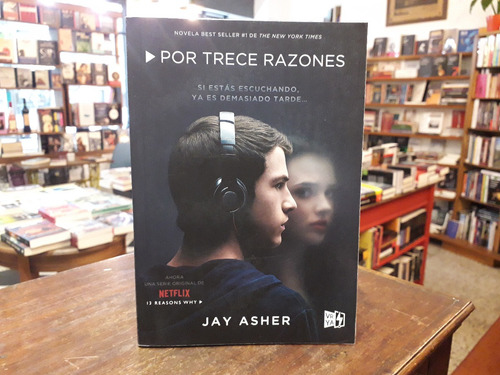 NOVELA BEST SELLER #1 DE THE NEW YORK TIMES
POR TRECE RAZONES
SI ESTÁS ESCUCHANDO,
YA ES DEMASIADO TARDE...
AHORA
UNA SERIE ORIGINAL DE
NETFLIX
13 REASONS WHY
JAY ASHER
V&R
YA